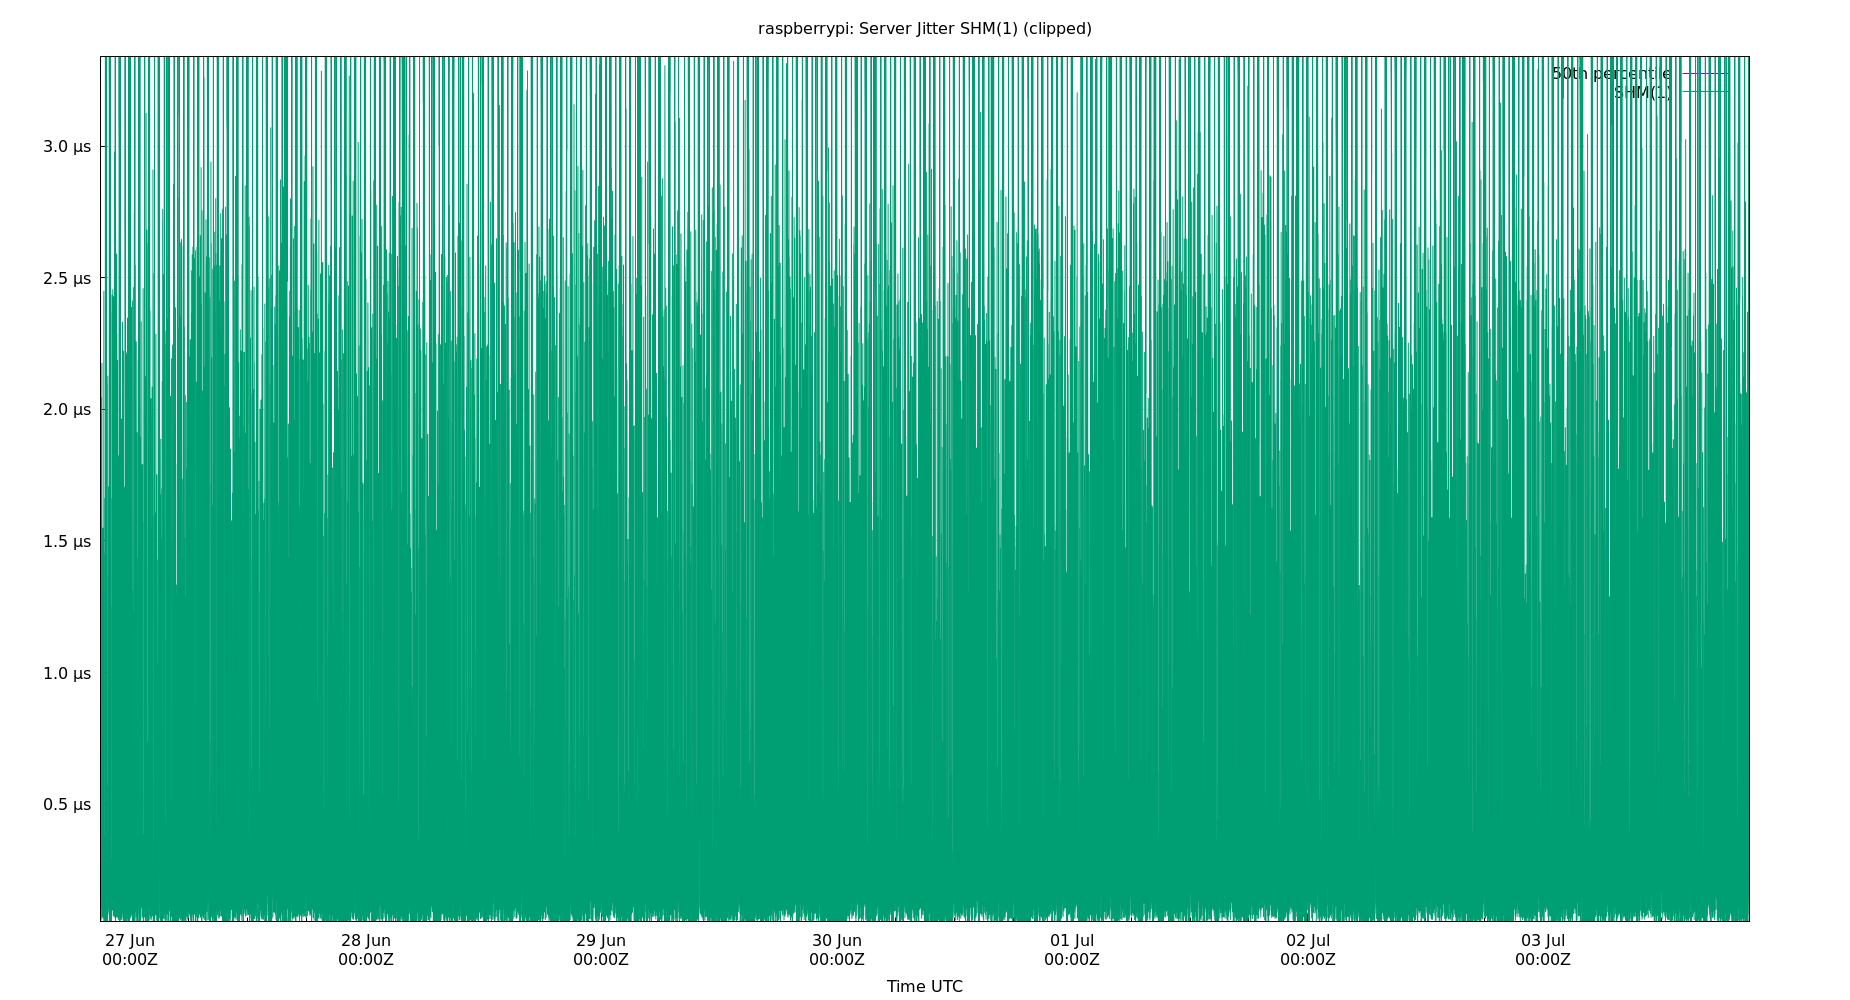 raspberrypi: Server Jitter SHM(1) (clipped)
50th percentile
SHM(1)
3.0 µs
2.5 µs
2.0 µs
1.5 µs
1.0 µs
0.5 µs
27 Jun 28 Jun 29 Jun 30 Jun 01 Jul 02 Jul 03 Jul
00:00Z 00:00Z 00:00Z 00:00Z 00:00Z 00:00Z 00:00Z
Time UTC